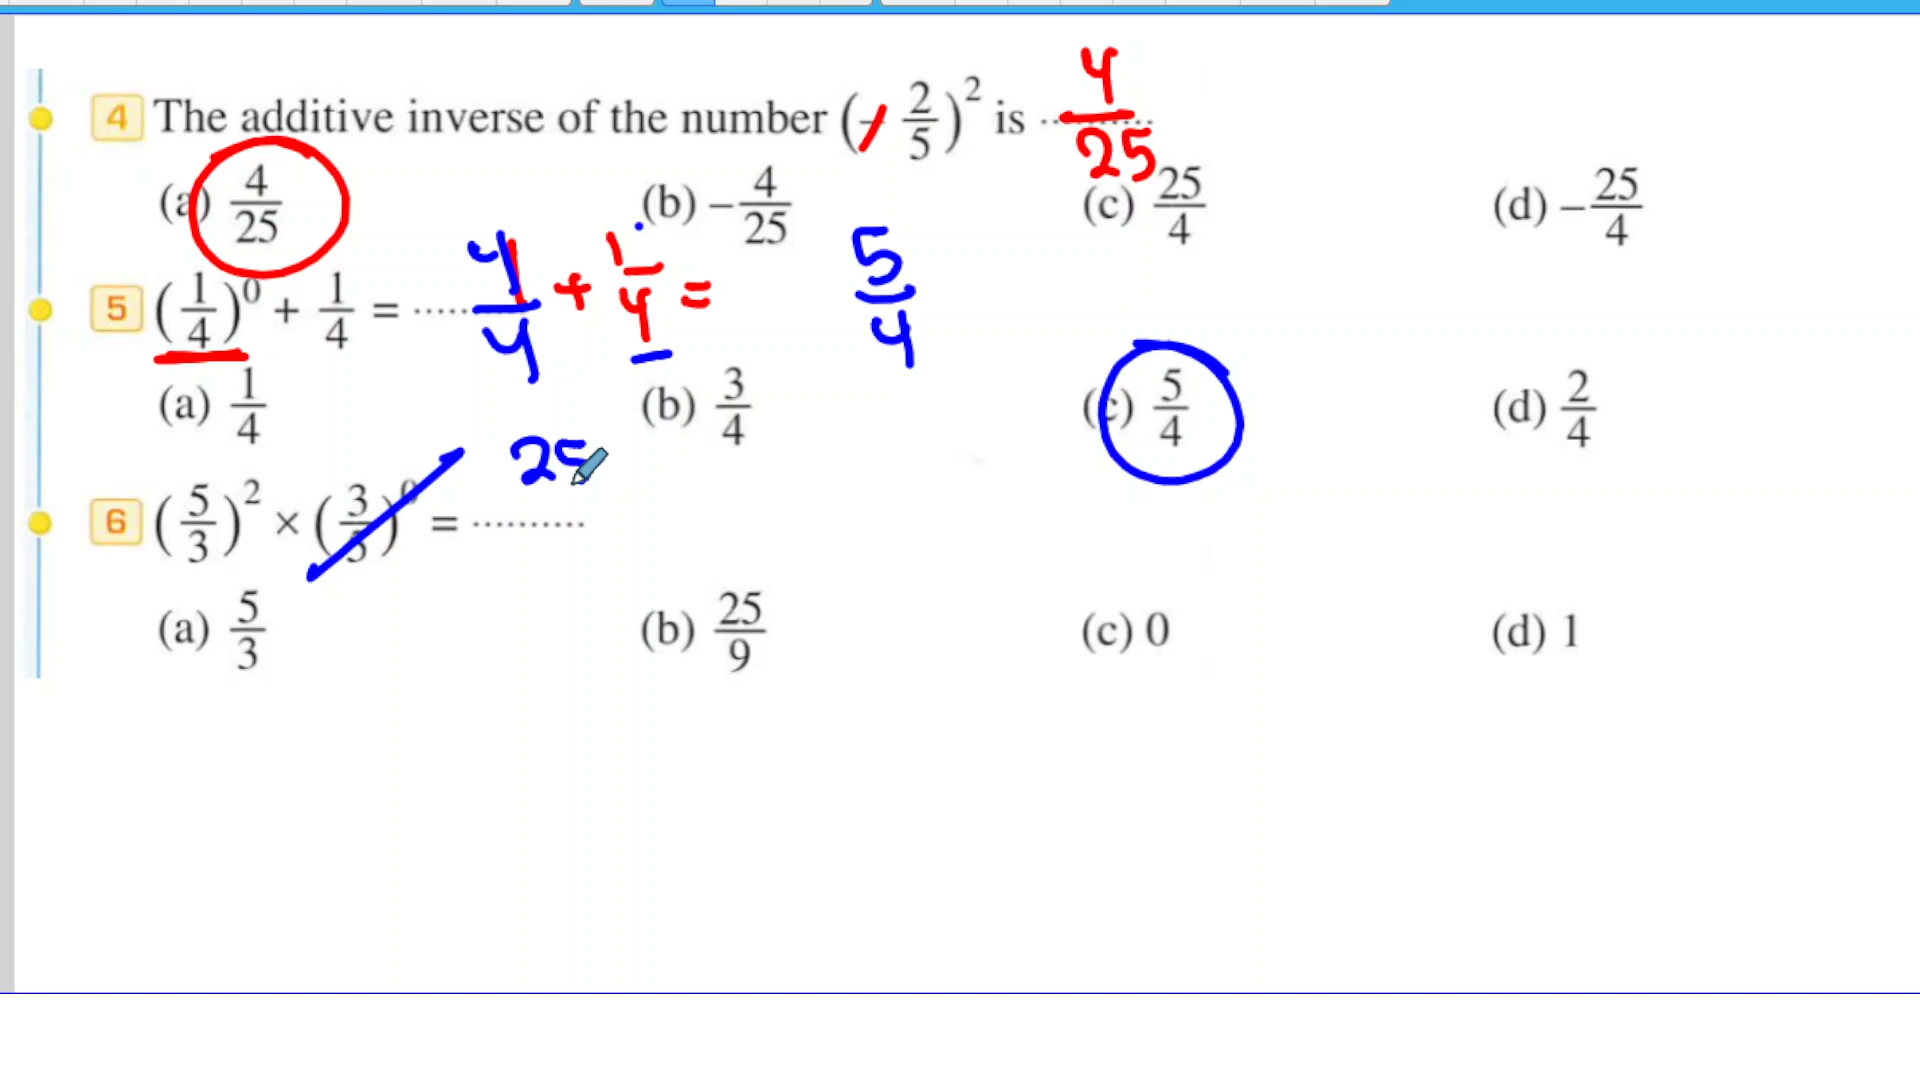 4 The additive inverse of the number (- 2/5)^2 is .......... 4/25
(a) 4/25 (b) -4/25 (c) 25/4 (d) -25/4
5 (1/4)^0 + 1/4 = ..... 4/4 + 1/4 = 5/4
(a) 1/4 (b) 3/4 (c) 5/4 (d) 2/4
25
6 (5/3)^2 × (3/5)^0 = ..........
(a) 5/3 (b) 25/9 (c) 0 (d) 1